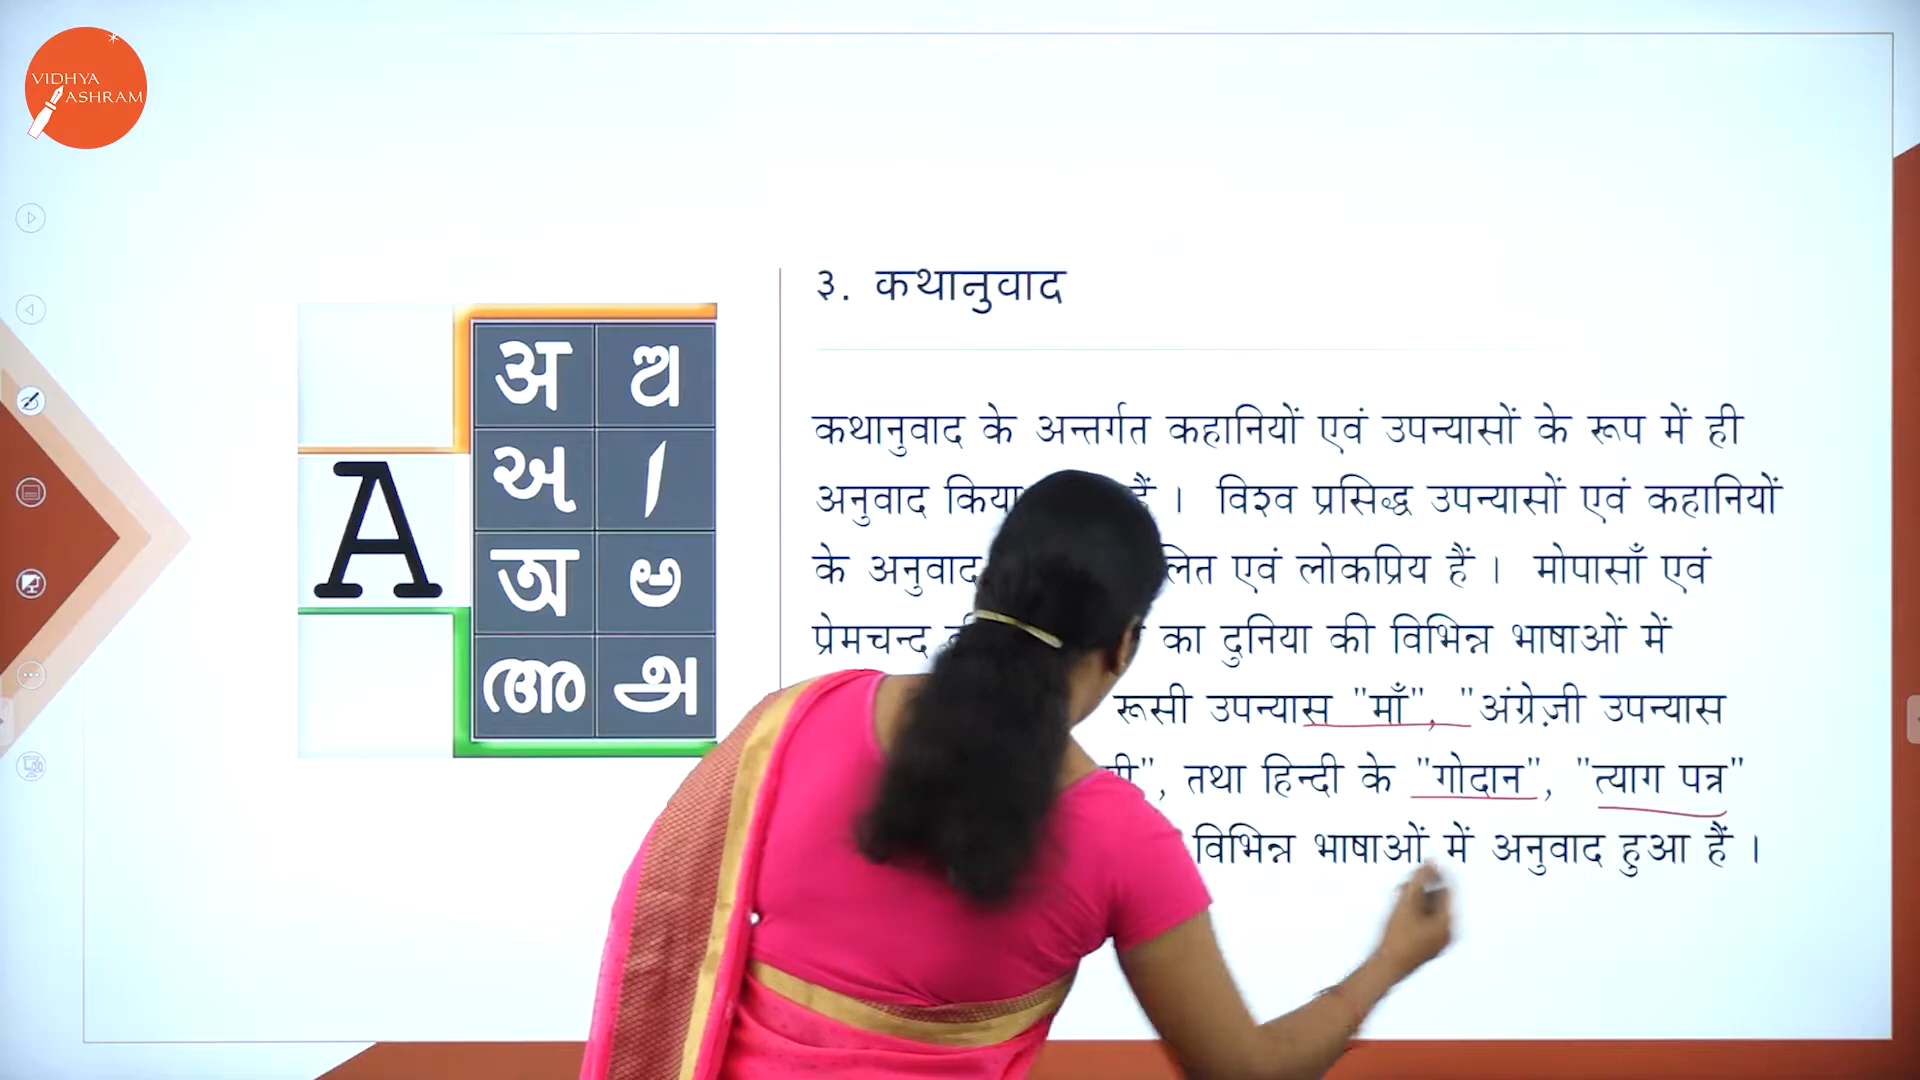 VIDHYA
ASHRAM
३. कथानुवाद
कथानुवाद के अन्तर्गत कहानियों एवं उपन्यासों के रूप में ही
अनुवाद हैं । विश्व प्रसिद्ध उपन्यासों एवं कहानियों
के अनुवाद एवं लोकप्रिय हैं । मोपासाँ एवं
प्रेमचन्द का दुनिया की विभिन्न भाषाओं में
रूसी उपन्यास "माँ", "अंग्रेज़ी उपन्यास
तथा हिन्दी के "गोदान", "त्याग पत्र"
विभिन्न भाषाओं में अनुवाद हुआ हैं ।
A
अ ਅ
અ
অ అ
അ அ